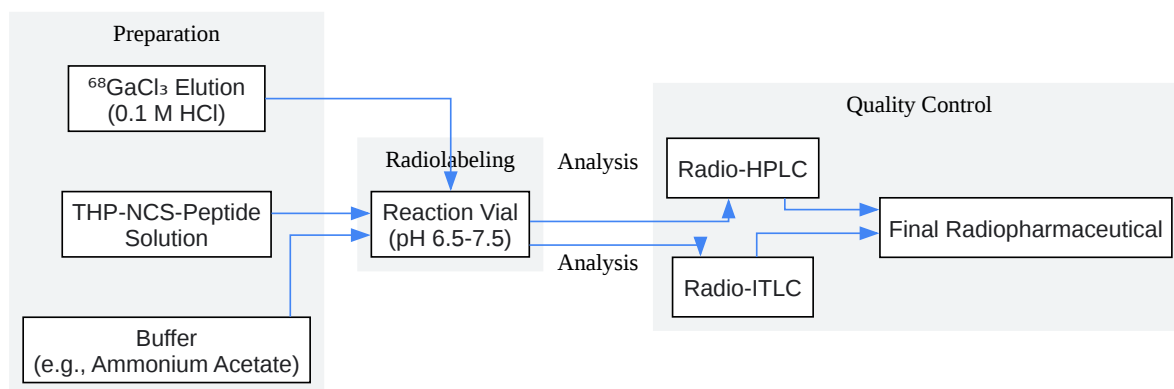 Preparation
⁶⁸GaCl₃ Elution
(0.1 M HCl)
THP-NCS-Peptide
Solution
Buffer
(e.g., Ammonium Acetate)
Radiolabeling
Reaction Vial
(pH 6.5-7.5)
Analysis
Analysis
Quality Control
Radio-HPLC
Radio-ITLC
Final Radiopharmaceutical